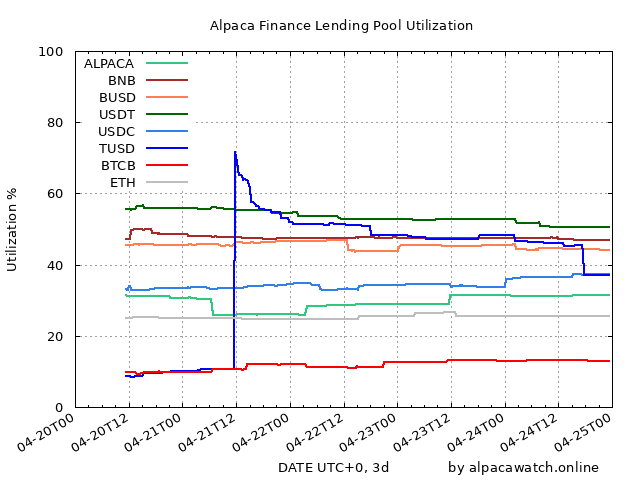 Alpaca Finance Lending Pool Utilization
100
80
60
40
20
0
Utilization %
ALPACA
BNB
BUSD
USDT
USDC
TUSD
BTCB
ETH
04-20T00
04-20T12
04-21T00
04-21T12
04-22T00
04-22T12
04-23T00
04-23T12
04-24T00
04-24T12
04-25T00
DATE UTC+0, 3d
by alpacawatch.online